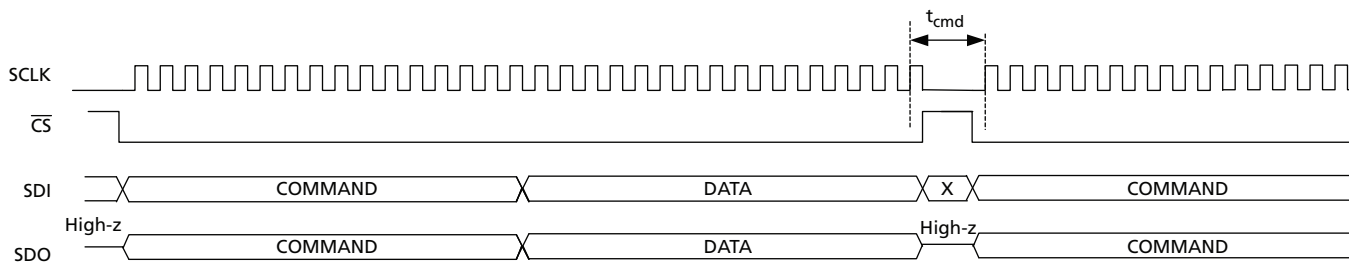 tcmd
SCLK
CS
SDI COMMAND DATA X COMMAND
High-z High-z
SDO COMMAND DATA COMMAND